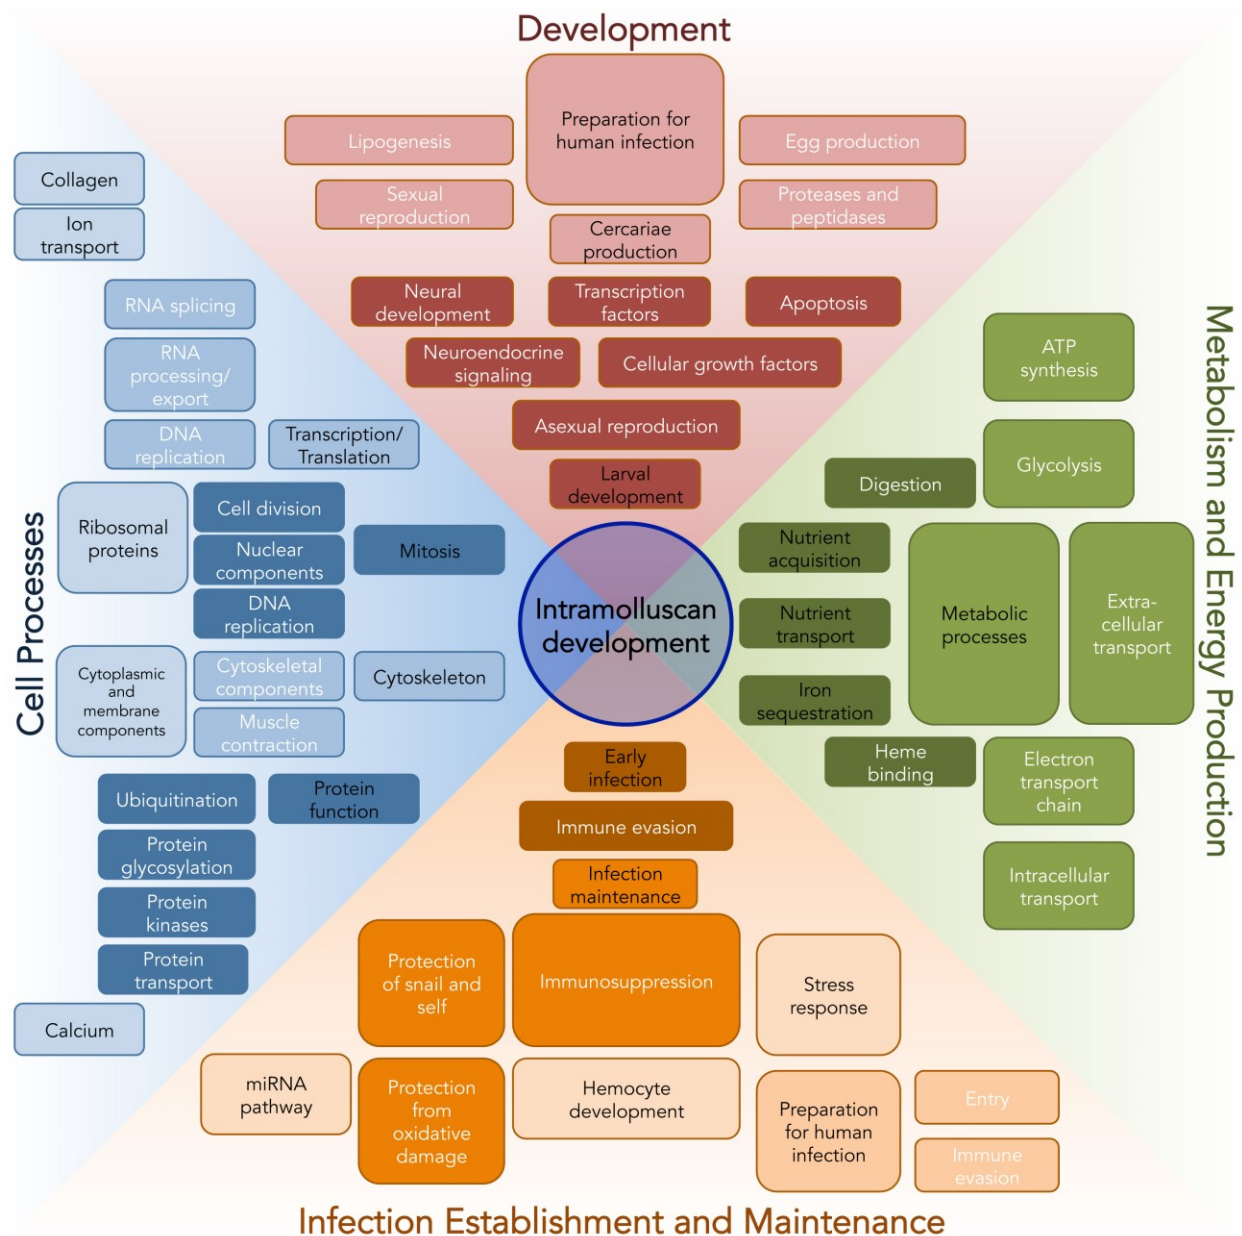 Development
Preparation for
human infection
Lipogenesis
Egg production
Sexual
reproduction
Proteases and
peptidases
Cercariae
production
Neural
development
Transcription
factors
Apoptosis
Neuroendocrine
signaling
Cellular growth factors
Asexual reproduction
Larval
development
Cell Processes
Collagen
Ion
transport
RNA splicing
RNA
processing/
export
DNA
replication
Transcription/
Translation
Ribosomal
proteins
Cell division
Nuclear
components
Mitosis
DNA
replication
Cytoplasmic
and
membrane
components
Cytoskeletal
components
Cytoskeleton
Muscle
contraction
Ubiquitination
Protein
function
Protein
glycosylation
Protein
kinases
Protein
transport
Calcium
Intramolluscan
development
Metabolism and Energy Production
ATP
synthesis
Glycolysis
Digestion
Nutrient
acquisition
Nutrient
transport
Iron
sequestration
Heme
binding
Metabolic
processes
Extra-
cellular
transport
Electron
transport
chain
Intracellular
transport
Early
infection
Immune evasion
Infection
maintenance
Protection
of snail and
self
Immunosuppression
Stress
response
miRNA
pathway
Protection
from
oxidative
damage
Hemocyte
development
Preparation
for human
infection
Entry
Immune
evasion
Infection Establishment and Maintenance